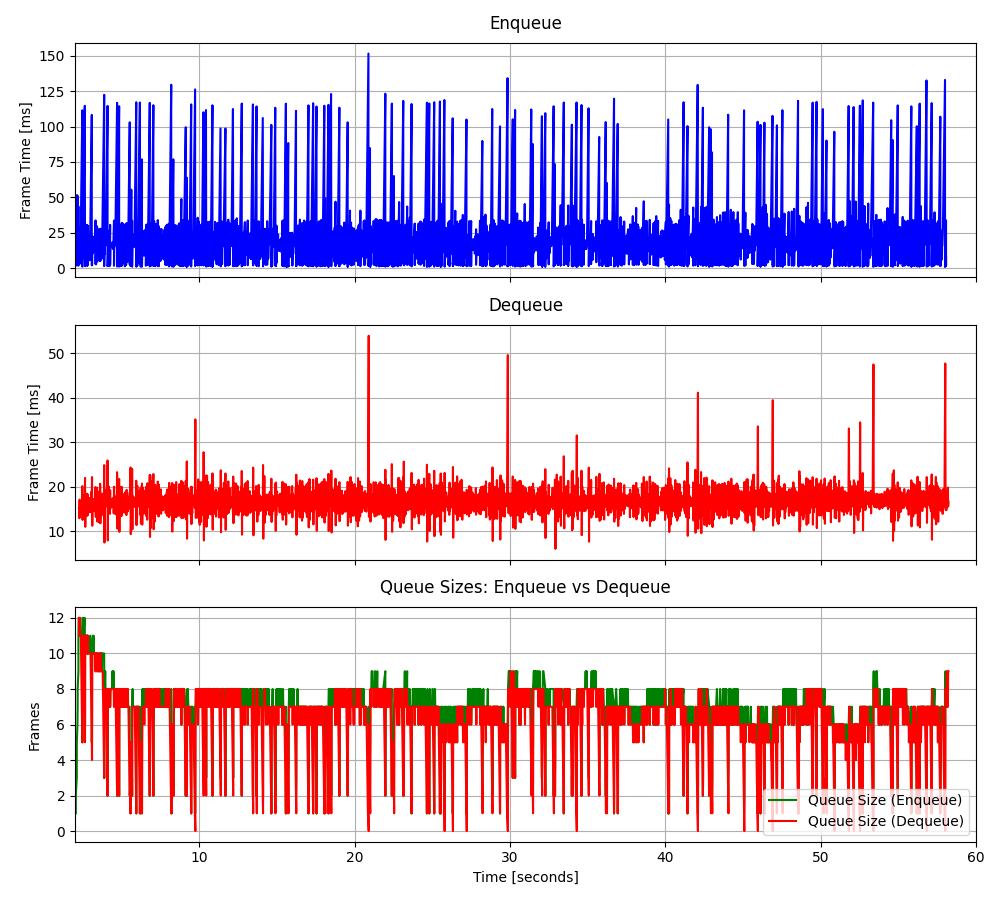 Enqueue
150
125
100
75
50
25
0
Frame Time [ms]
Dequeue
50
40
30
20
10
Frame Time [ms]
Queue Sizes: Enqueue vs Dequeue
12
10
8
6
4
2
0
Frames
Queue Size (Enqueue)
Queue Size (Dequeue)
10 20 30 40 50 60
Time [seconds]